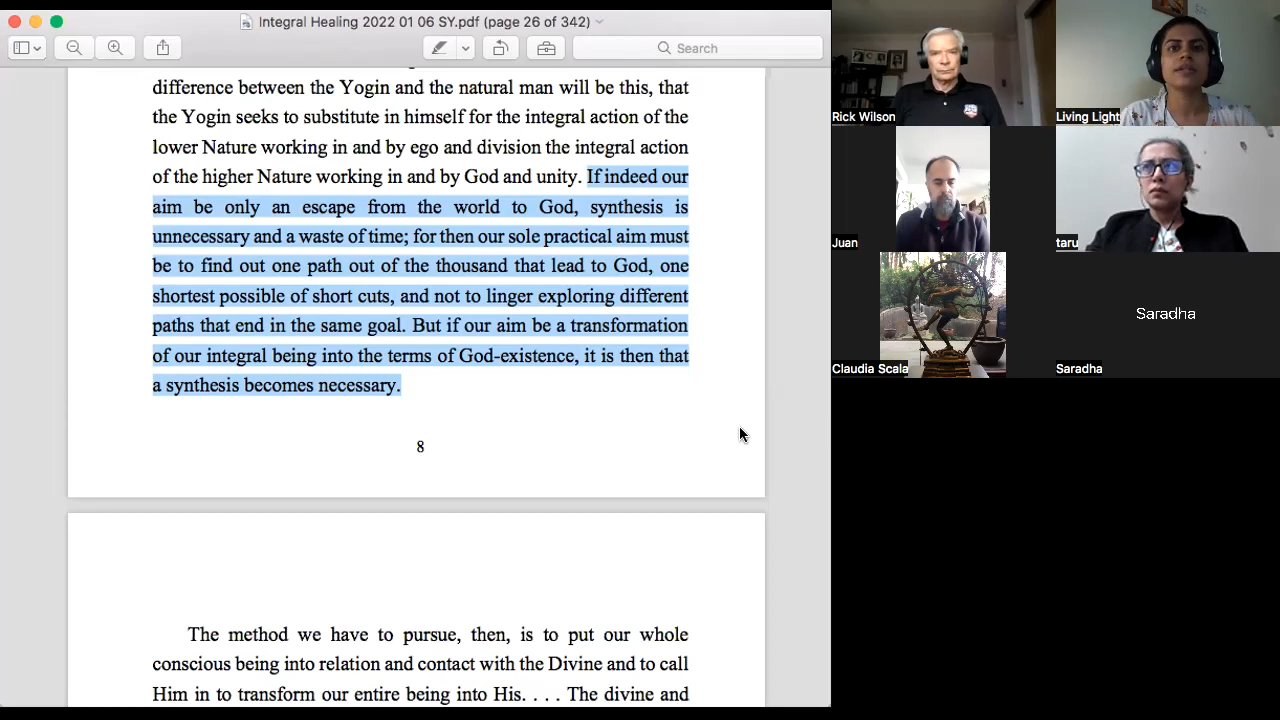 Integral Healing 2022 01 06 SY.pdf (page 26 of 342)
Search
difference between the Yogin and the natural man will be this, that
the Yogin seeks to substitute in himself for the integral action of the
lower Nature working in and by ego and division the integral action
of the higher Nature working in and by God and unity. If indeed our
aim be only an escape from the world to God, synthesis is
unnecessary and a waste of time; for then our sole practical aim must
be to find out one path out of the thousand that lead to God, one
shortest possible of short cuts, and not to linger exploring different
paths that end in the same goal. But if our aim be a transformation
of our integral being into the terms of God-existence, it is then that
a synthesis becomes necessary.
8
The method we have to pursue, then, is to put our whole
conscious being into relation and contact with the Divine and to call
Him in to transform our entire being into His. . . . The divine and
Rick Wilson
Living Light
Juan
taru
Claudia Scala
Saradha
Saradha